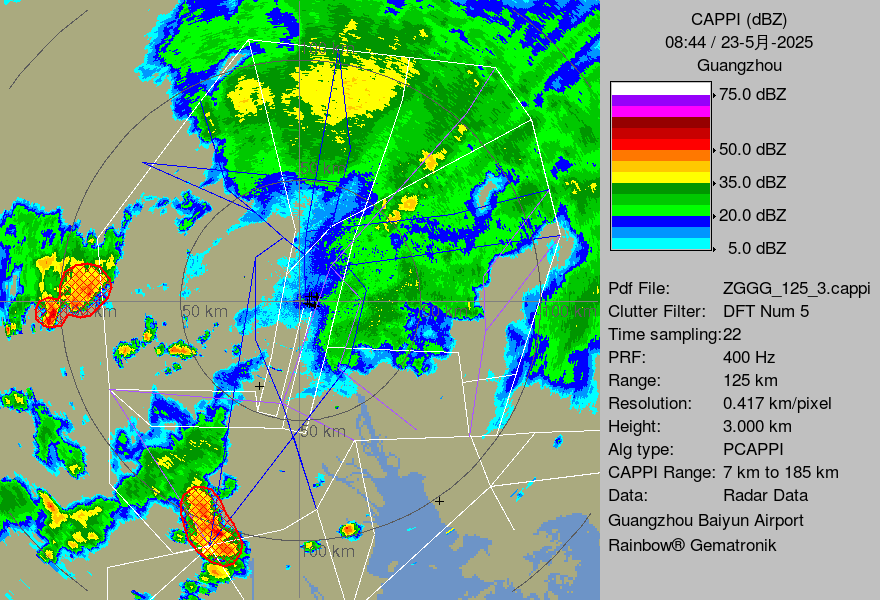 CAPPI (dBZ)
08:44 / 23-5月-2025
Guangzhou
75.0 dBZ
50.0 dBZ
35.0 dBZ
20.0 dBZ
5.0 dBZ
Pdf File: ZGGG_125_3.cappi
Clutter Filter: DFT Num 5
Time sampling:22
PRF: 400 Hz
Range: 125 km
Resolution: 0.417 km/pixel
Height: 3.000 km
Alg type: PCAPPI
CAPPI Range: 7 km to 185 km
Data: Radar Data
Guangzhou Baiyun Airport
Rainbow® Gematronik
50 km
50 km
50 km
100 km